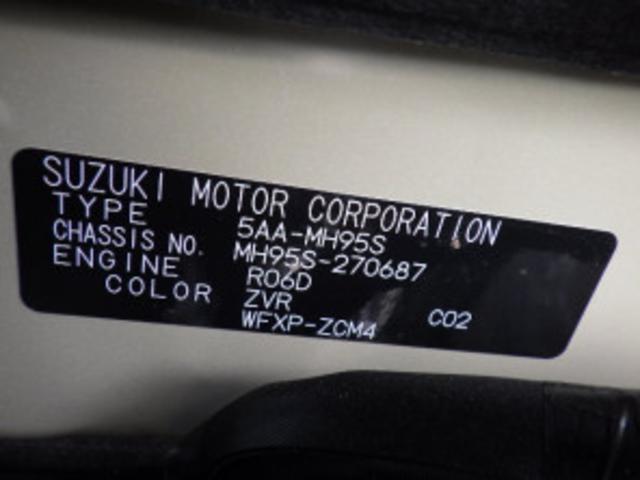 SUZUKI MOTOR CORPORATION
TYPE 5AA-MH95S
CHASSIS NO. MH95S-270687
ENGINE R06D
COLOR ZVR
WFXP-ZCM4 C02